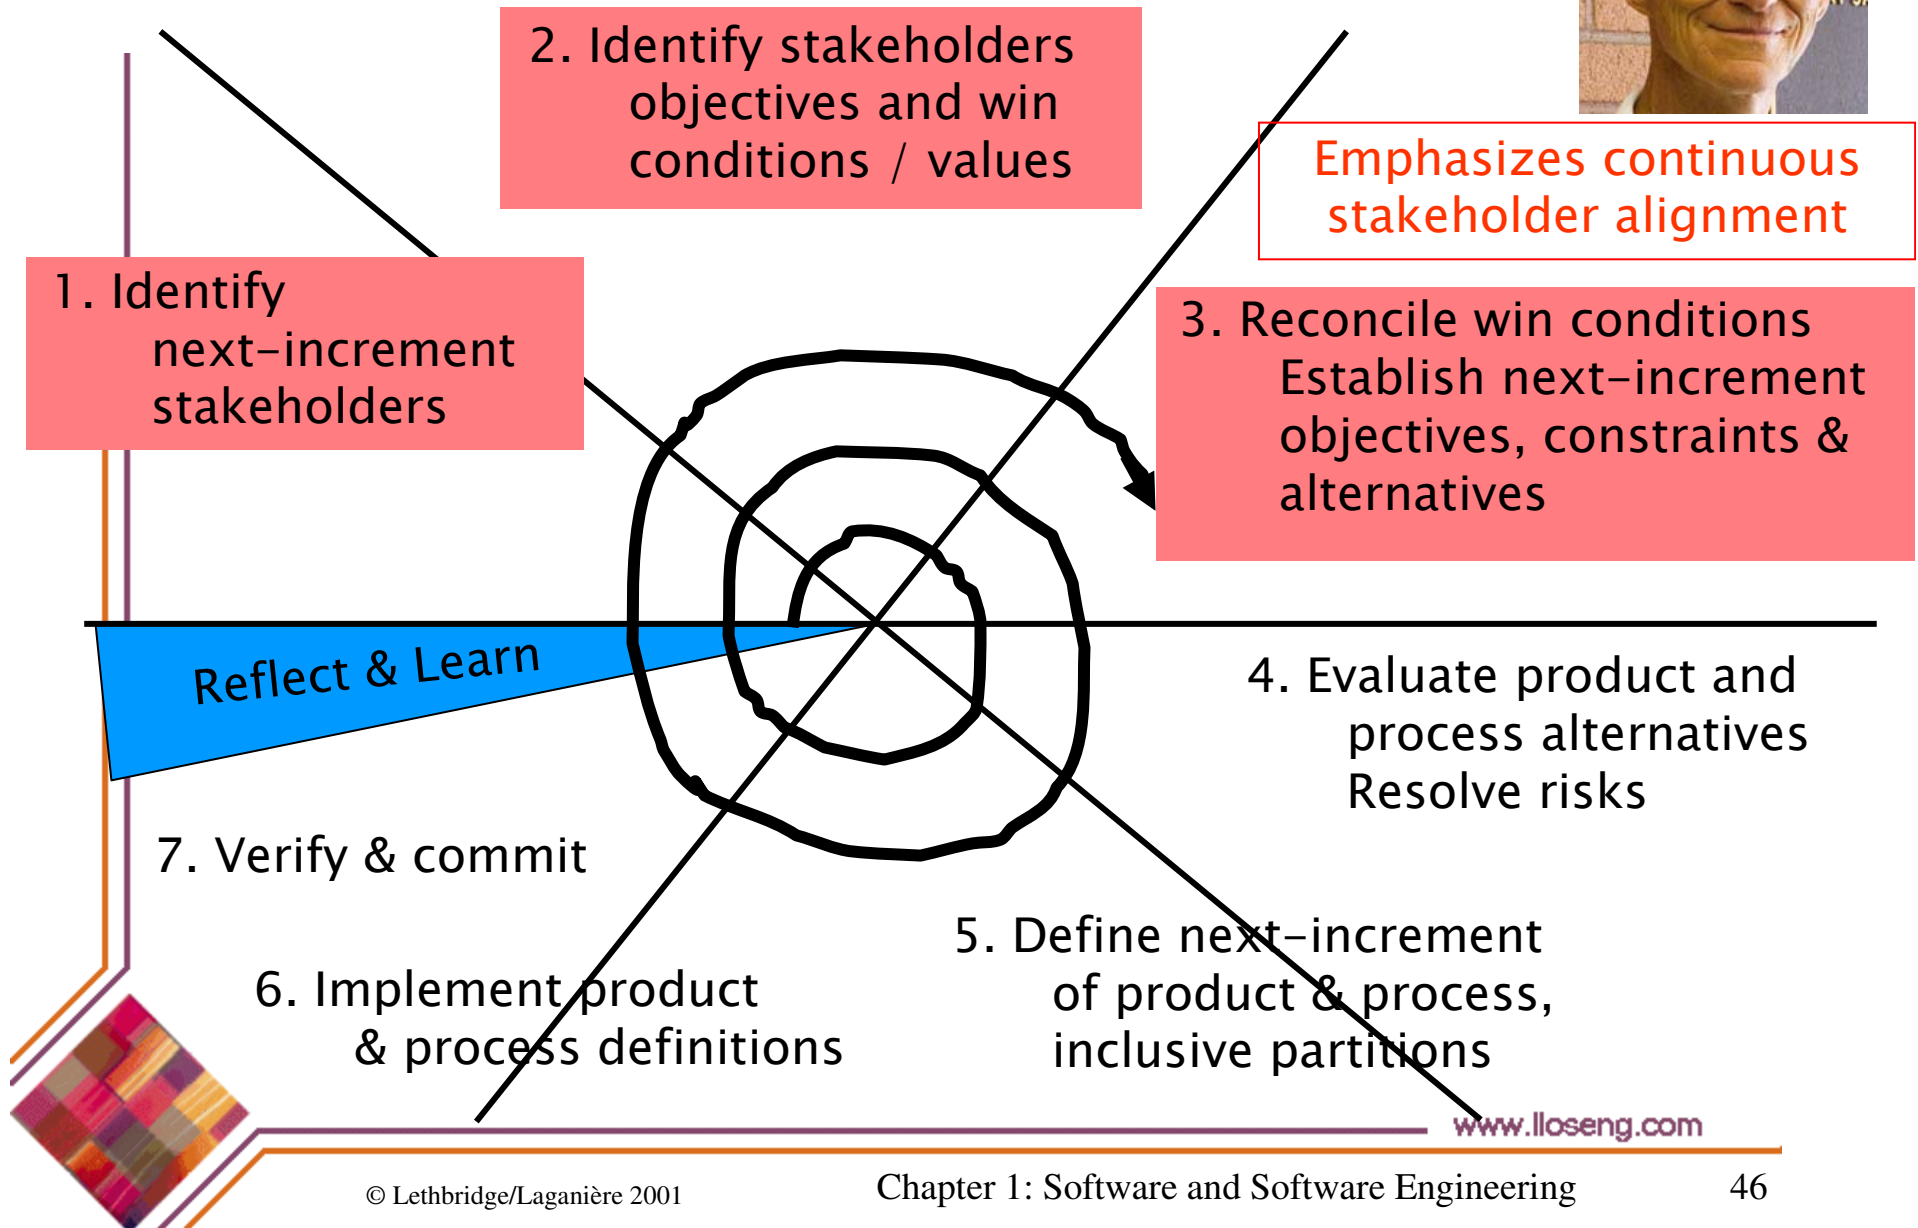 2. Identify stakeholders
objectives and win
conditions / values
Emphasizes continuous
stakeholder alignment
1. Identify
next-increment
stakeholders
3. Reconcile win conditions
Establish next-increment
objectives, constraints &
alternatives
Reflect & Learn
4. Evaluate product and
process alternatives
Resolve risks
7. Verify & commit
5. Define next-increment
of product & process,
inclusive partitions
6. Implement product
& process definitions
www.lloseng.com
© Lethbridge/Laganière 2001
Chapter 1: Software and Software Engineering
46